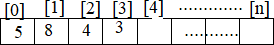 [0] [1] [2] [3] [4] .............. [n]
5 8 4 3 ...........